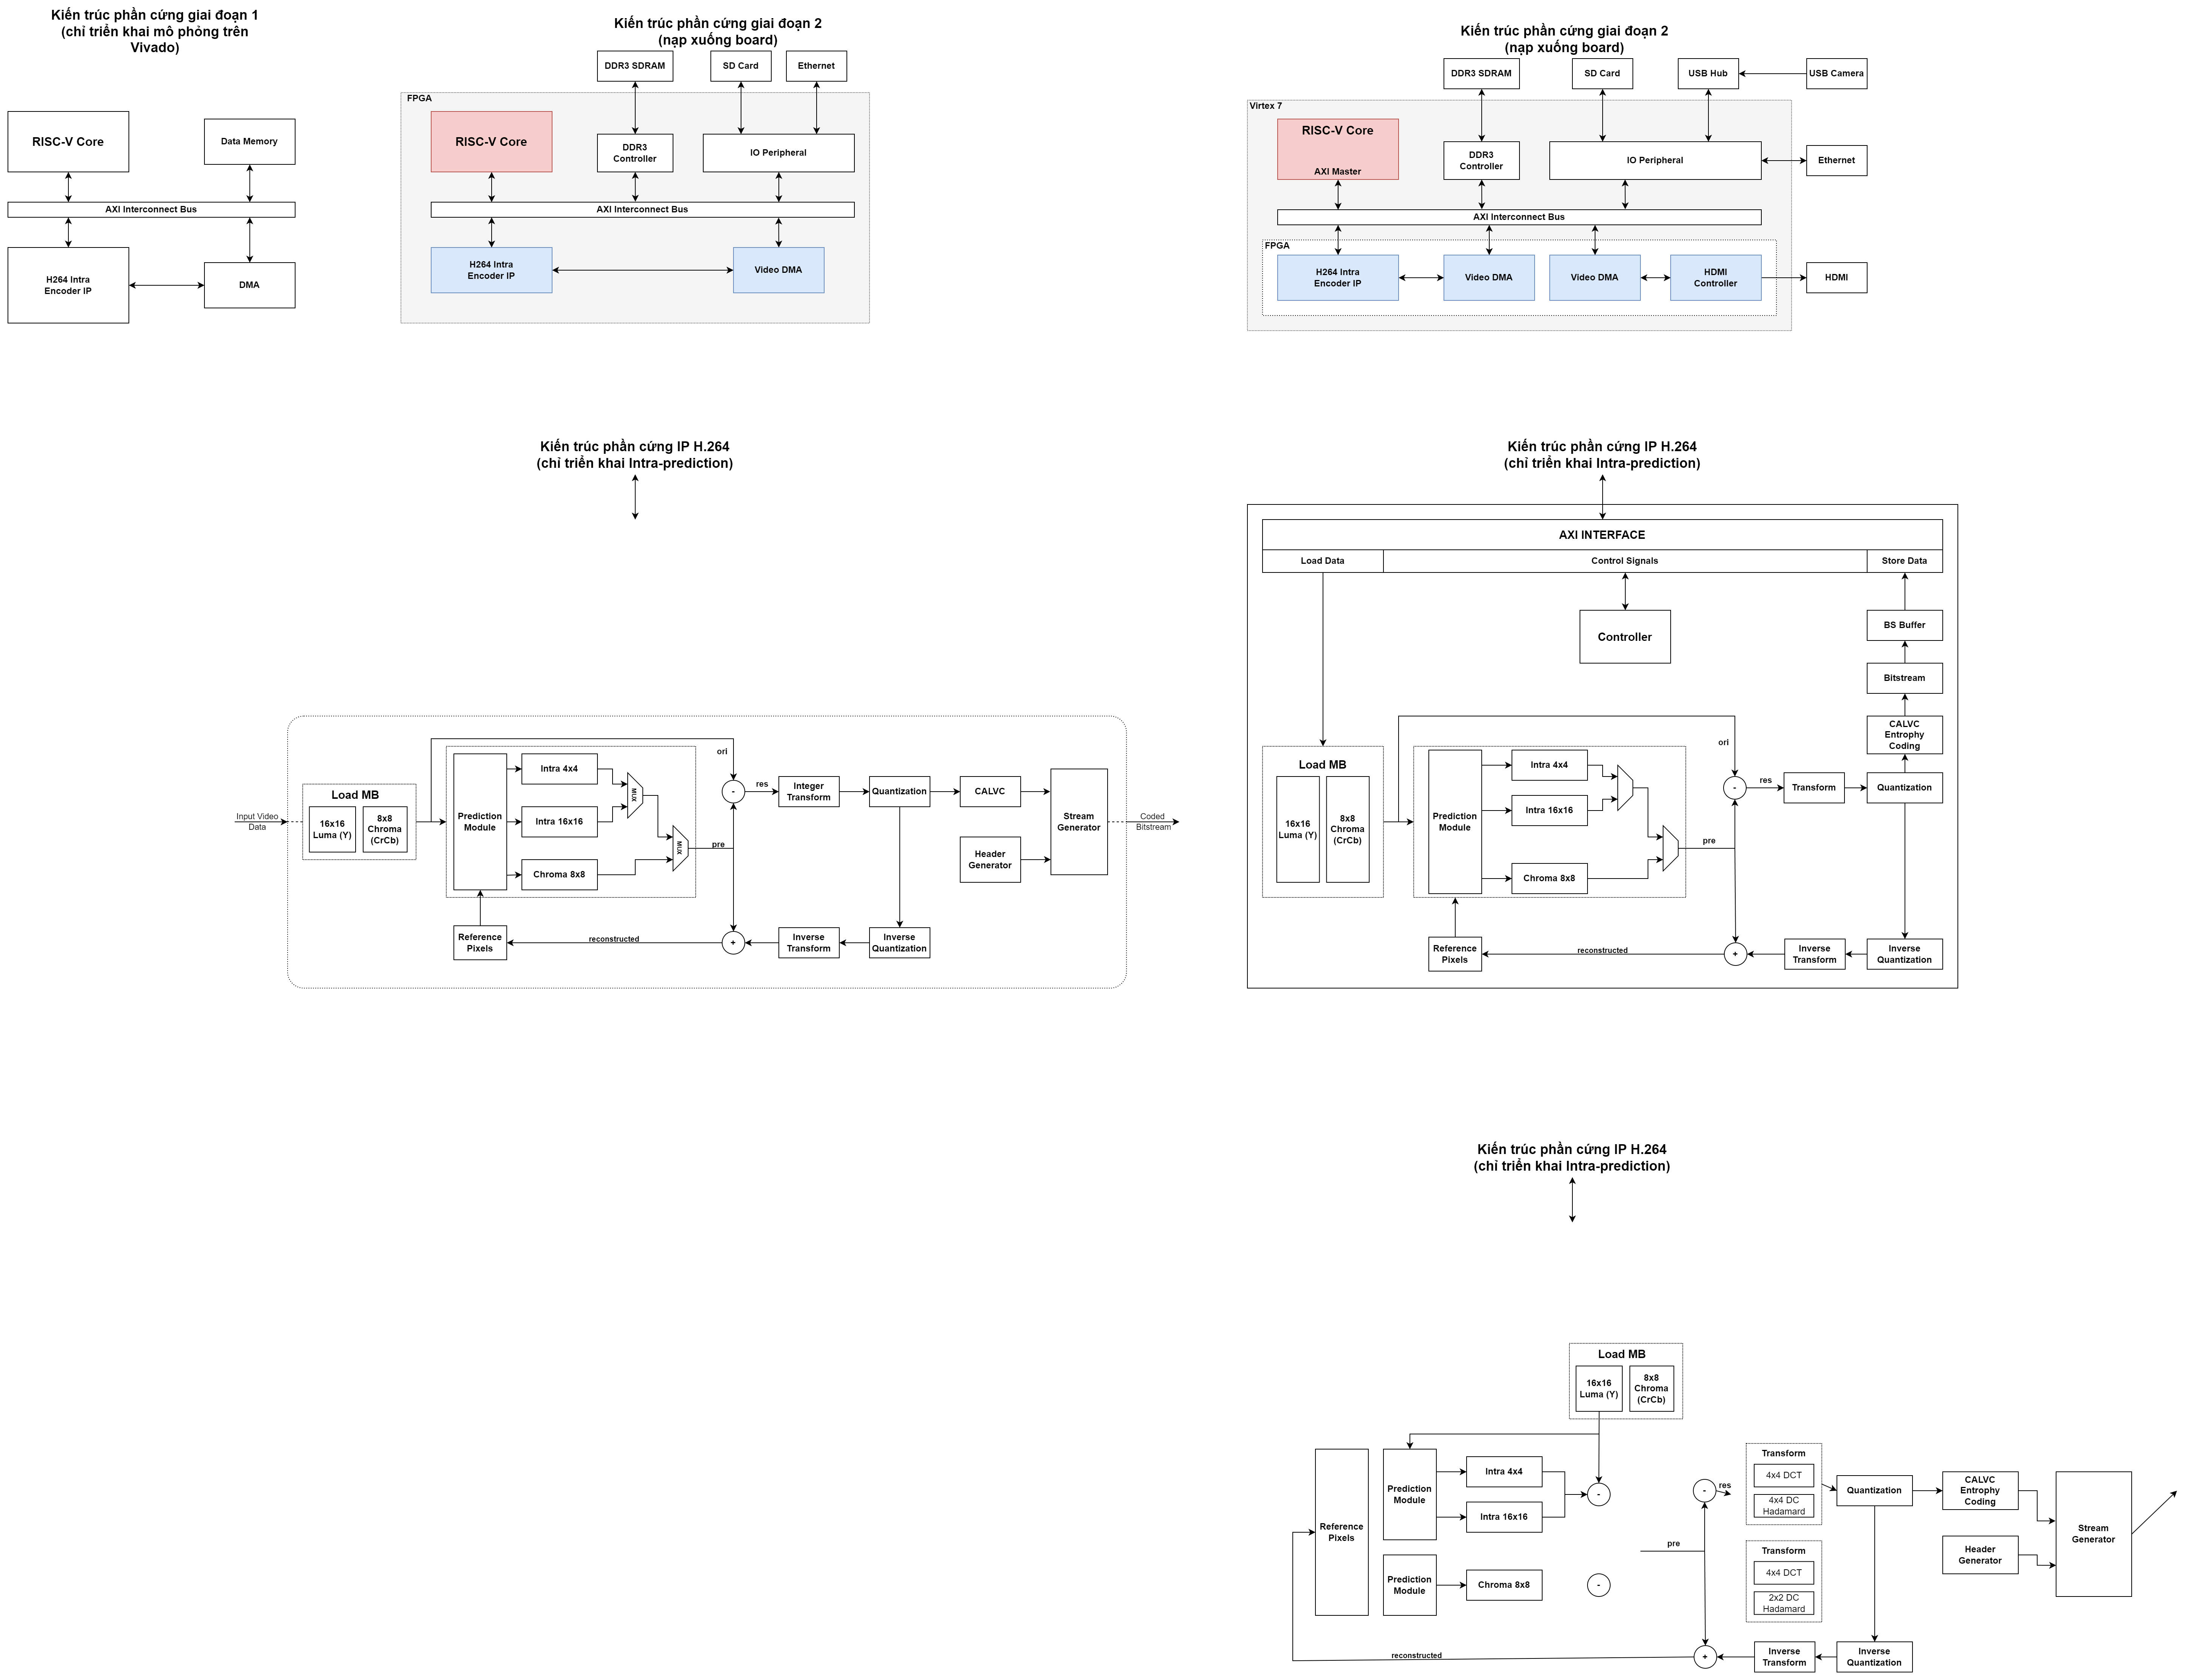 Kiến trúc phần cứng giai đoạn 1
(chỉ triển khai mô phỏng trên
Vivado)
RISC-V Core
Data Memory
AXI Interconnect Bus
H264 Intra
Encoder IP
DMA
Kiến trúc phần cứng giai đoạn 2
(nạp xuống board)
DDR3 SDRAM
SD Card
Ethernet
FPGA
RISC-V Core
DDR3
Controller
IO Peripheral
AXI Interconnect Bus
H264 Intra
Encoder IP
Video DMA
Kiến trúc phần cứng giai đoạn 2
(nạp xuống board)
DDR3 SDRAM
SD Card
USB Hub
USB Camera
Virtex 7
RISC-V Core
AXI Master
DDR3
Controller
IO Peripheral
Ethernet
AXI Interconnect Bus
FPGA
H264 Intra
Encoder IP
Video DMA
Video DMA
HDMI
Controller
HDMI
Kiến trúc phần cứng IP H.264
(chỉ triển khai Intra-prediction)
Input Video
Data
Load MB
16x16
Luma (Y)
8x8
Chroma
(CrCb)
Prediction
Module
Intra 4x4
Intra 16x16
Chroma 8x8
MUX
MUX
ori
pre
-
res
Integer
Transform
Quantization
CALVC
Header
Generator
Stream
Generator
Coded
Bitstream
Reference
Pixels
reconstructed
+
Inverse
Transform
Inverse
Quantization
Kiến trúc phần cứng IP H.264
(chỉ triển khai Intra-prediction)
AXI INTERFACE
Load Data
Control Signals
Store Data
Controller
BS Buffer
Bitstream
CALVC
Entrophy
Coding
Load MB
16x16
Luma (Y)
8x8
Chroma
(CrCb)
Prediction
Module
Intra 4x4
Intra 16x16
Chroma 8x8
ori
pre
-
res
Transform
Quantization
Reference
Pixels
reconstructed
+
Inverse
Transform
Inverse
Quantization
Kiến trúc phần cứng IP H.264
(chỉ triển khai Intra-prediction)
Load MB
16x16
Luma (Y)
8x8
Chroma
(CrCb)
Reference
Pixels
Prediction
Module
Intra 4x4
Intra 16x16
-
Prediction
Module
Chroma 8x8
-
pre
-
res
Transform
4x4 DCT
4x4 DC
Hadamard
Transform
4x4 DCT
2x2 DC
Hadamard
Quantization
CALVC
Entrophy
Coding
Header
Generator
Stream
Generator
reconstructed
+
Inverse
Transform
Inverse
Quantization